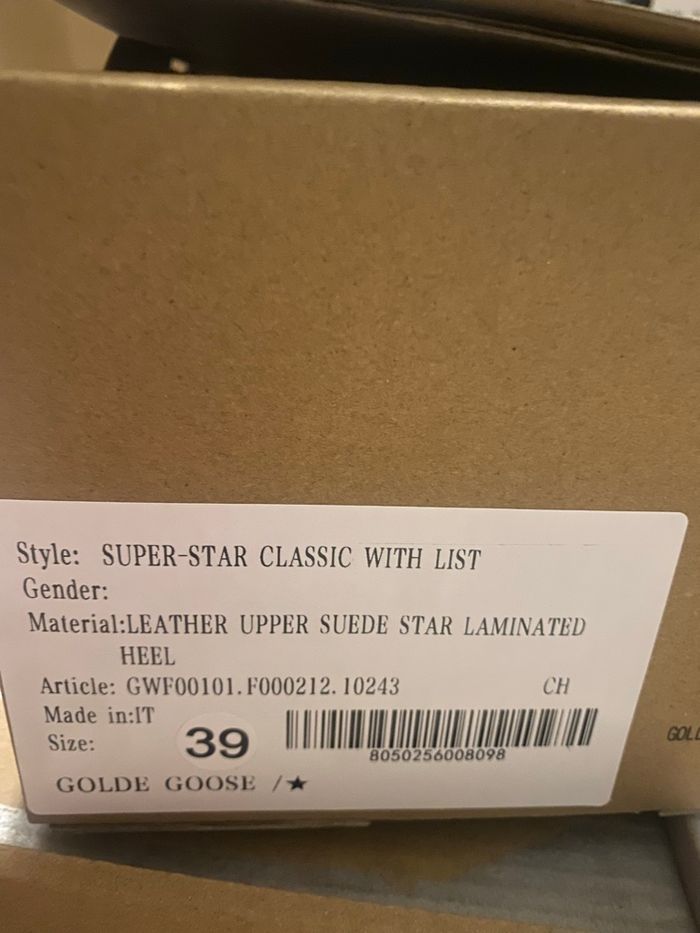 Style: SUPER-STAR CLASSIC WITH LIST
Gender:
Material:LEATHER UPPER SUEDE STAR LAMINATED
HEEL
Article: GWF00101.F000212.10243 CH
Made in:IT
Size: 39
8050256008098
GOLDE GOOSE /★
GOLD